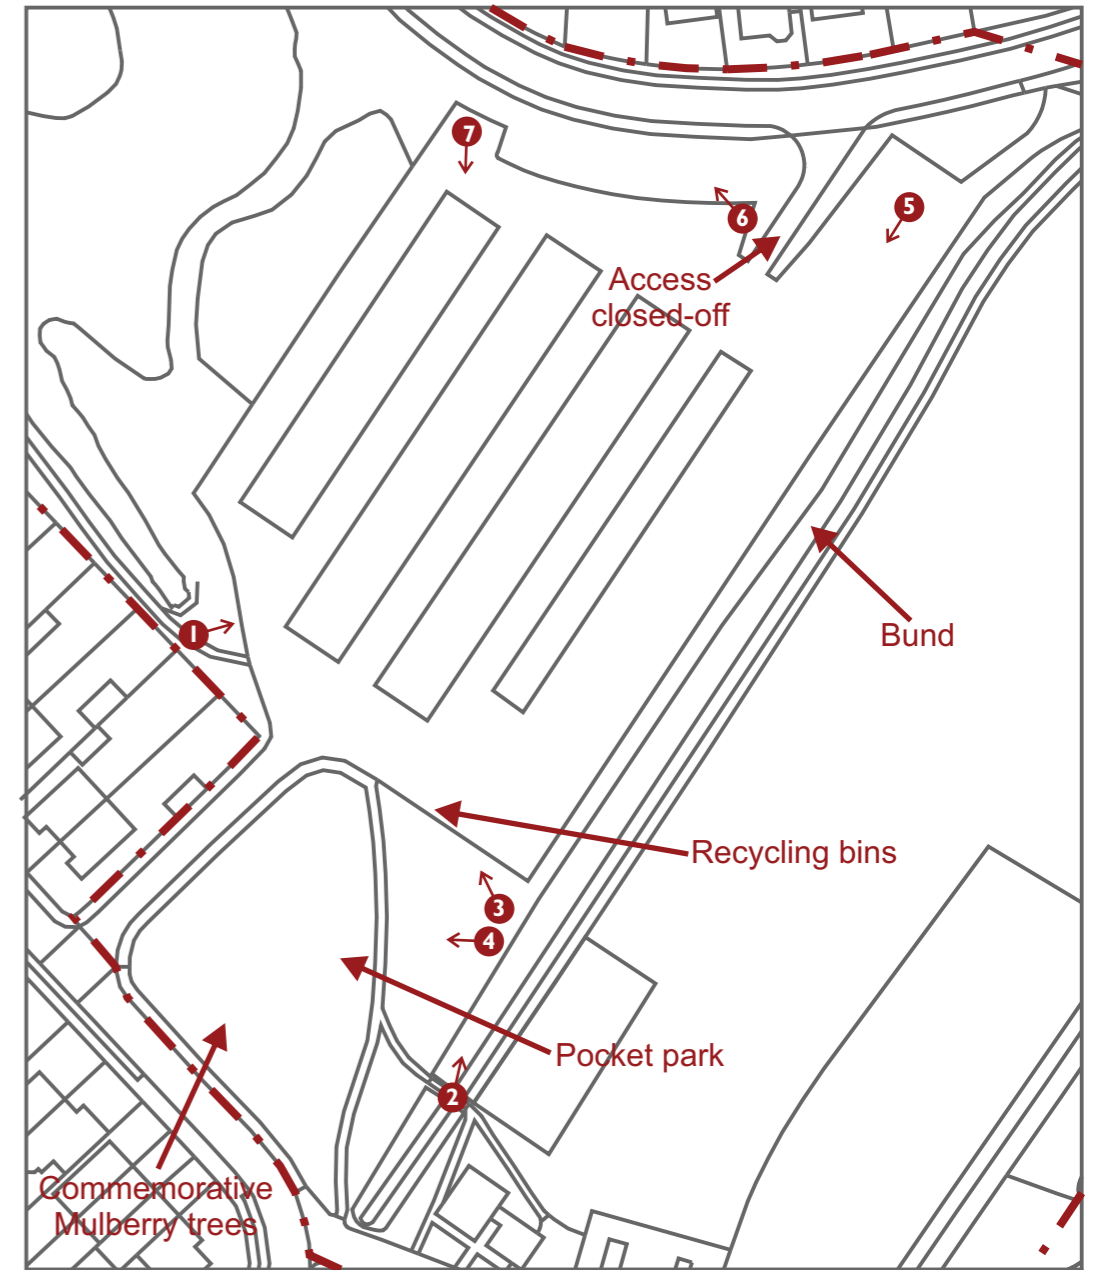 7
6
5
Access
closed-off
1
Bund
Recycling bins
3
4
Pocket park
2
Commemorative
Mulberry trees